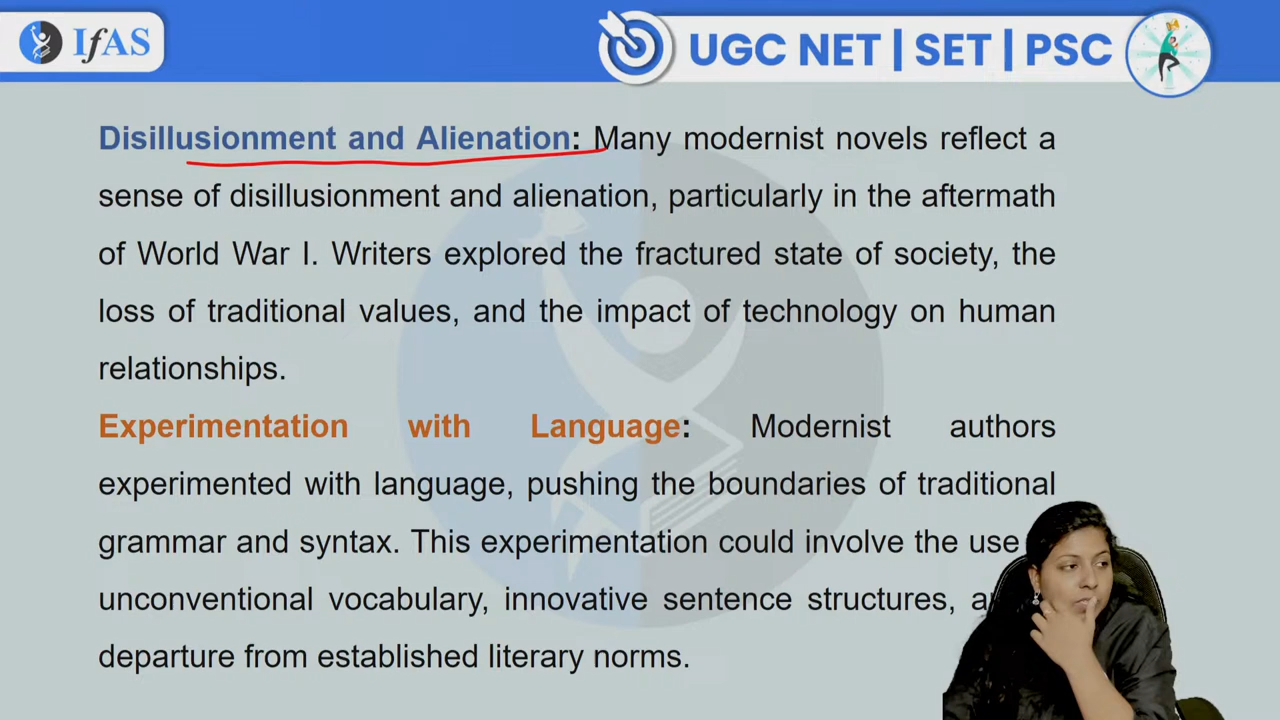 IfAS
UGC NET | SET | PSC
Disillusionment and Alienation: Many modernist novels reflect a
sense of disillusionment and alienation, particularly in the aftermath
of World War I. Writers explored the fractured state of society, the
loss of traditional values, and the impact of technology on human
relationships.
Experimentation with Language: Modernist authors
experimented with language, pushing the boundaries of traditional
grammar and syntax. This experimentation could involve the use
unconventional vocabulary, innovative sentence structures,
departure from established literary norms.